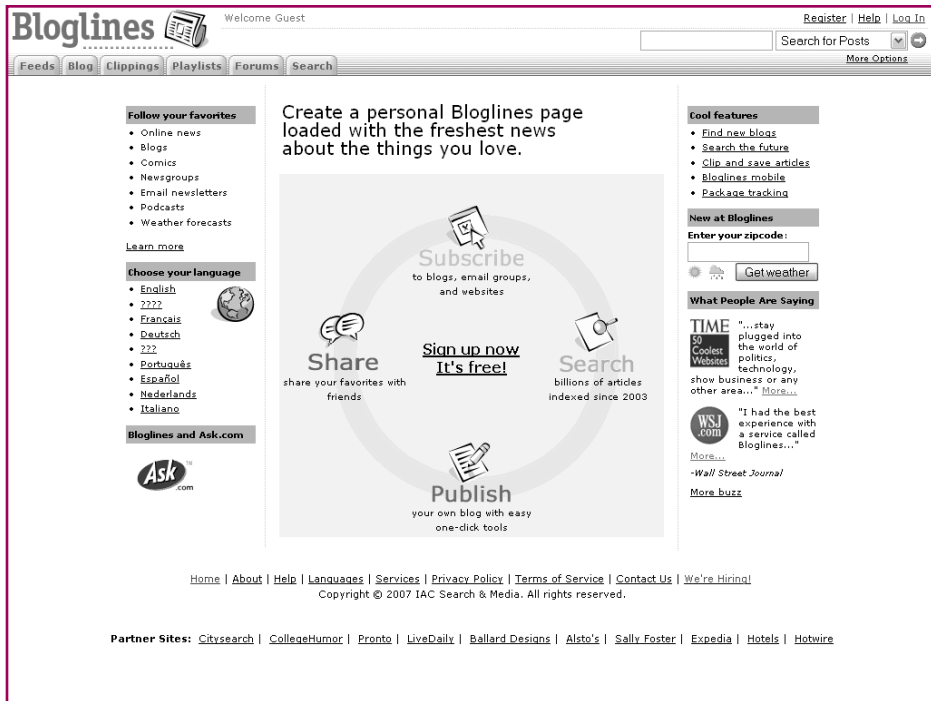 Bloglines
Welcome Guest
Register | Help | Log In
Search for Posts
More Options
Feeds Blog Clippings Playlists Forums Search
Follow your favorites
• Online news
• Blogs
• Comics
• Newsgroups
• Email newsletters
• Podcasts
• Weather forecasts
Learn more
Choose your language
• English
• ????
• Français
• Deutsch
• ???
• Português
• Español
• Nederlands
• Italiano
Bloglines and Ask.com
Ask™
.com
Create a personal Bloglines page
loaded with the freshest news
about the things you love.
Subscribe
to blogs, email groups,
and websites
Share
share your favorites with
friends
Sign up now
It's free!
Search
billions of articles
indexed since 2003
Publish
your own blog with easy
one-click tools
Cool features
• Find new blogs
• Search the future
• Clip and save articles
• Bloglines mobile
• Package tracking
New at Bloglines
Enter your zipcode:
Get weather
What People Are Saying
TIME
50
Coolest
Websites
"...stay
plugged into
the world of
politics,
technology,
show business or any
other area..." More...
WSJ
.com
"I had the best
experience with
a service called
Bloglines..."
More...
-Wall Street Journal
More buzz
Home | About | Help | Languages | Services | Privacy Policy | Terms of Service | Contact Us | We're Hiring!
Copyright © 2007 IAC Search & Media. All rights reserved.
Partner Sites: Citysearch | CollegeHumor | Pronto | LiveDaily | Ballard Designs | Alsto's | Sally Foster | Expedia | Hotels | Hotwire